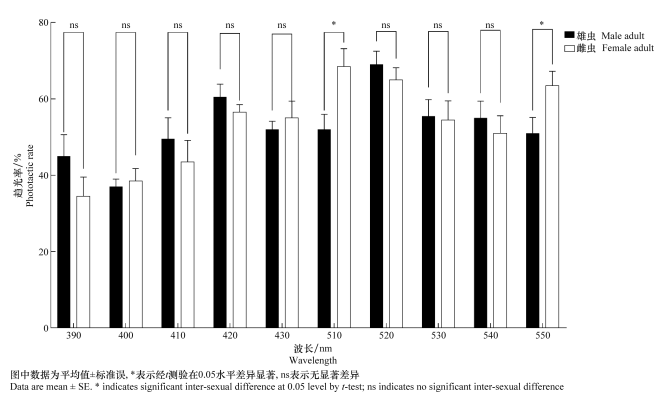 80
60
40
20
0
趋光率/%
Phototactic rate
ns
ns
ns
ns
ns
*
ns
ns
ns
*
雄虫 Male adult
雌虫 Female adult
390
400
410
420
430
510
520
530
540
550
波长/nm
Wavelength
图中数据为平均值±标准误, *表示经t测验在0.05水平差异显著, ns表示无显著差异
Data are mean ± SE. * indicates significant inter-sexual difference at 0.05 level by t-test; ns indicates no significant inter-sexual difference